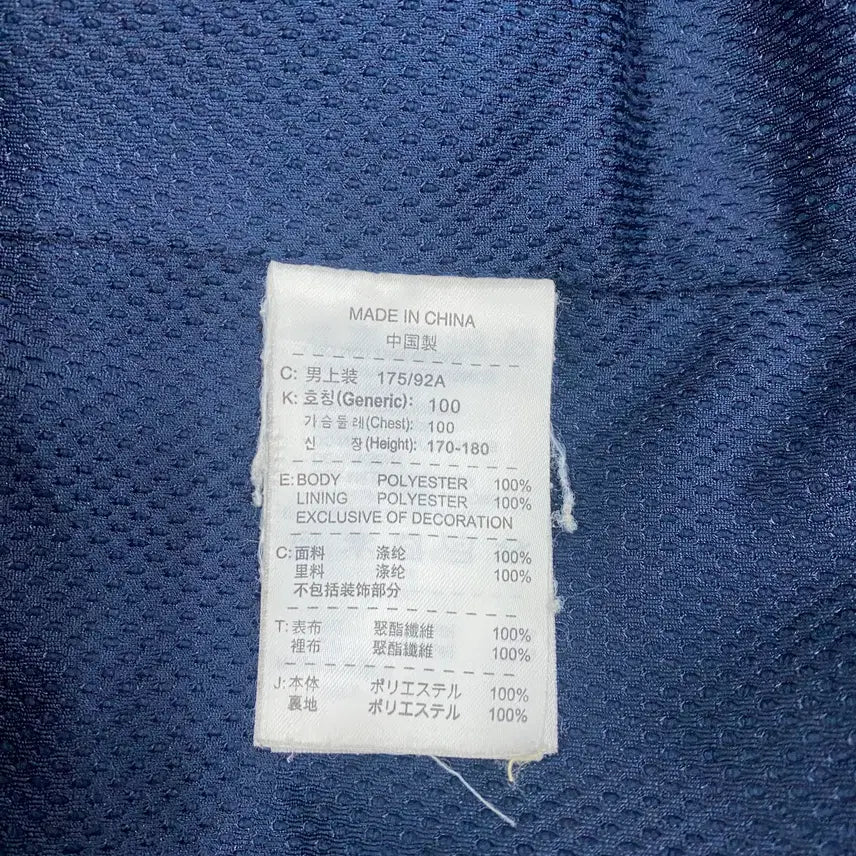 MADE IN CHINA
中国製
C: 男上装 175/92A
K: 호칭(Generic): 100
가슴둘레(Chest): 100
신 장(Height): 170-180
E: BODY POLYESTER 100%
LINING POLYESTER 100%
EXCLUSIVE OF DECORATION
C: 面料 涤纶 100%
里料 涤纶 100%
不包括装饰部分
T: 表布 聚酯纖維 100%
裡布 聚酯纖維 100%
J: 本体 ポリエステル 100%
裏地 ポリエステル 100%